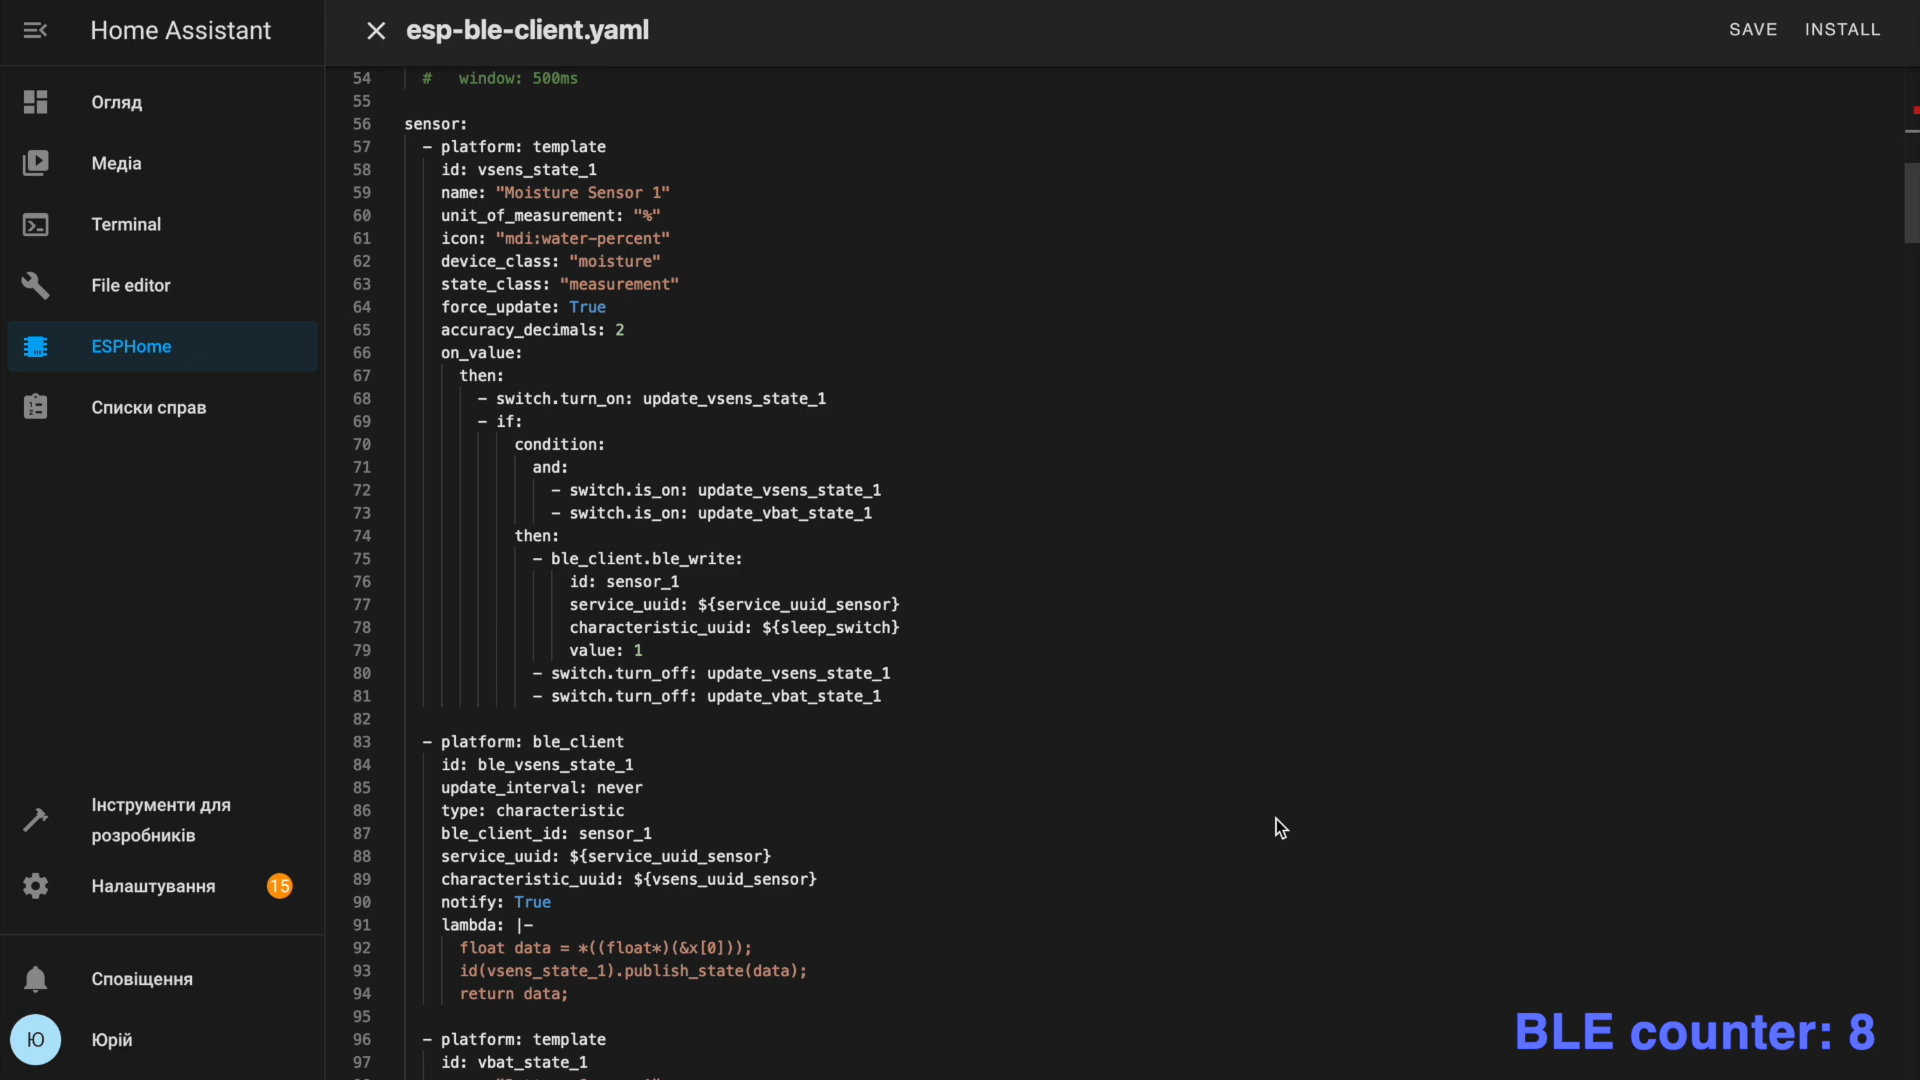 Home Assistant
Огляд
Медіа
Terminal
File editor
ESPHome
Списки справ
Інструменти для
розробників
Налаштування 15
Сповіщення
Ю Юрій
esp-ble-client.yaml
SAVE INSTALL
54 #   window: 500ms
55
56 sensor:
57 - platform: template
58 id: vsens_state_1
59 name: "Moisture Sensor 1"
60 unit_of_measurement: "%"
61 icon: "mdi:water-percent"
62 device_class: "moisture"
63 state_class: "measurement"
64 force_update: True
65 accuracy_decimals: 2
66 on_value:
67 then:
68 - switch.turn_on: update_vsens_state_1
69 - if:
70 condition:
71 and:
72 - switch.is_on: update_vsens_state_1
73 - switch.is_on: update_vbat_state_1
74 then:
75 - ble_client.ble_write:
76 id: sensor_1
77 service_uuid: ${service_uuid_sensor}
78 characteristic_uuid: ${sleep_switch}
79 value: 1
80 - switch.turn_off: update_vsens_state_1
81 - switch.turn_off: update_vbat_state_1
82
83 - platform: ble_client
84 id: ble_vsens_state_1
85 update_interval: never
86 type: characteristic
87 ble_client_id: sensor_1
88 service_uuid: ${service_uuid_sensor}
89 characteristic_uuid: ${vsens_uuid_sensor}
90 notify: True
91 lambda: |-
92 float data = *((float*)(&x[0]));
93 id(vsens_state_1).publish_state(data);
94 return data;
95
96 - platform: template
97 id: vbat_state_1
BLE counter: 8